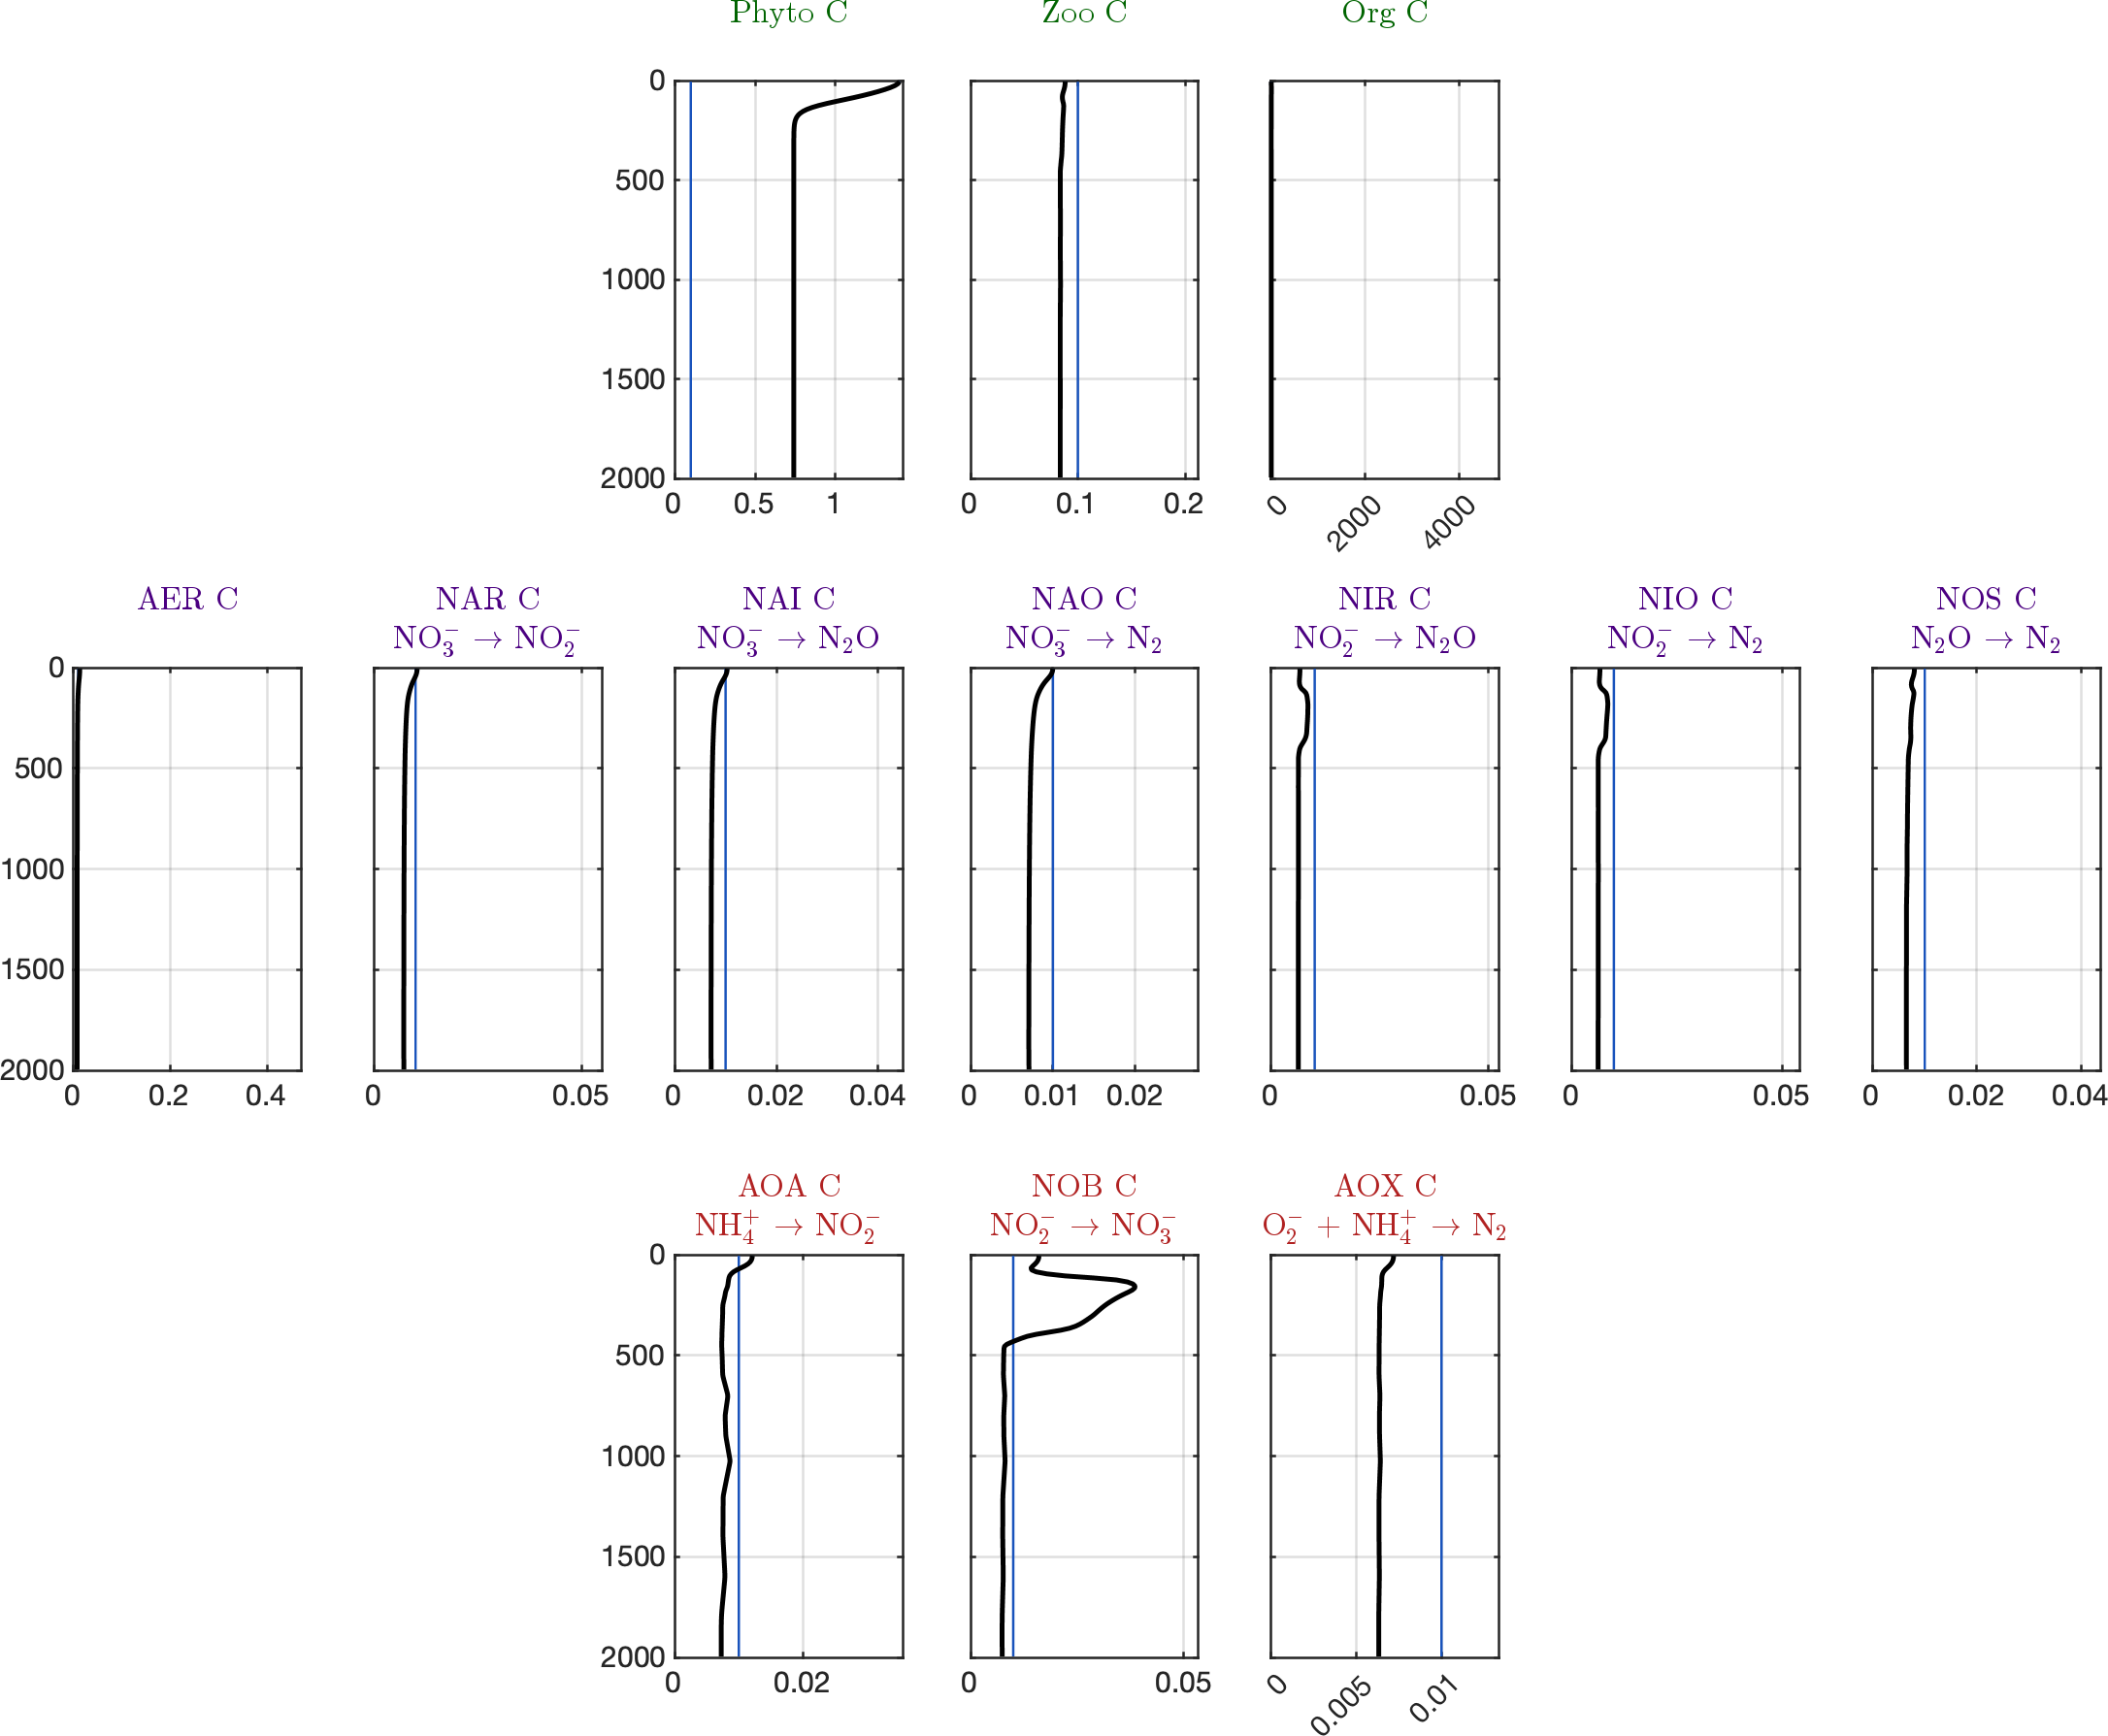 Phyto C Zoo C Org C
0
500
1000
1500
2000
0 0.5 1 0 0.1 0.2 0 2000 4000
AER C NAR C NAI C NAO C NIR C NIO C NOS C
NO₃⁻ → NO₂⁻ NO₃⁻ → N₂O NO₃⁻ → N₂ NO₂⁻ → N₂O NO₂⁻ → N₂ N₂O → N₂
0
500
1000
1500
2000
0 0.2 0.4 0 0.05 0 0.02 0.04 0 0.01 0.02 0 0.05 0 0.05 0 0.02 0.04
AOA C NOB C AOX C
NH₄⁺ → NO₂⁻ NO₂⁻ → NO₃⁻ O₂⁻ + NH₄⁺ → N₂
0
500
1000
1500
2000
0 0.02 0 0.05 0 0.005 0.01